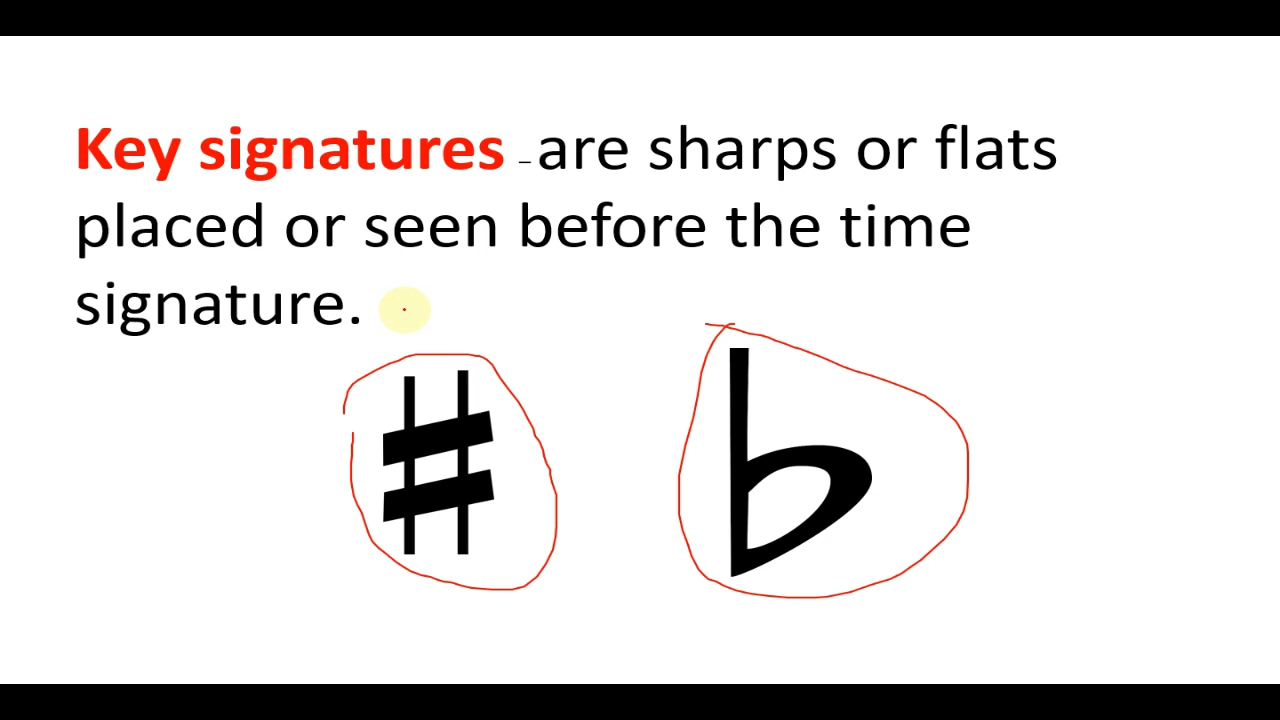 Key signatures – are sharps or flats
placed or seen before the time
signature.
♯ ♭